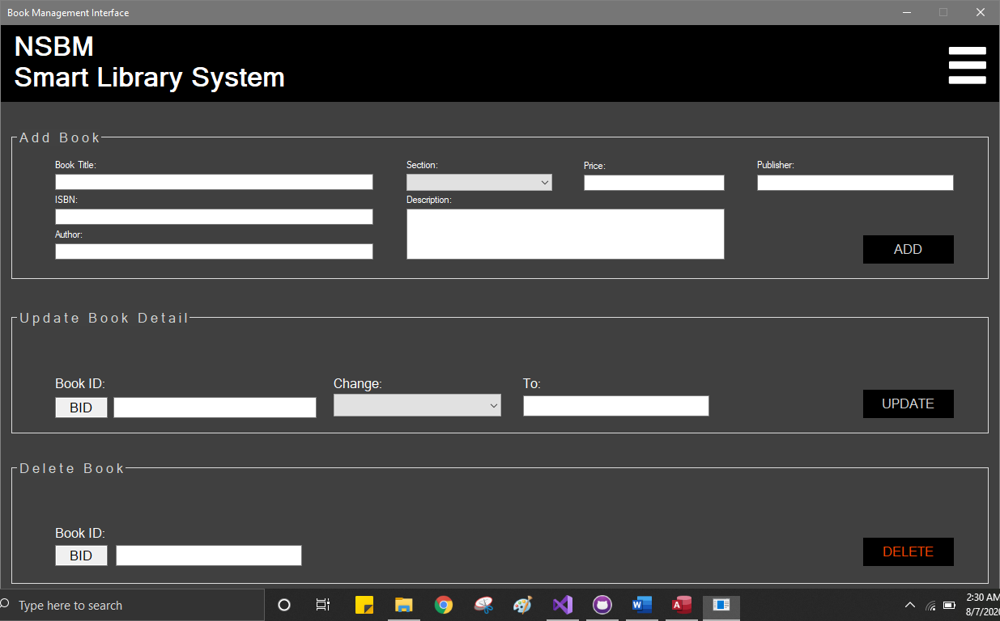 Book Management Interface
NSBM
Smart Library System
Add Book
Book Title:
Section:
Price:
Publisher:
ISBN:
Description:
Author:
ADD
Update Book Detail
Book ID:
Change:
To:
BID
UPDATE
Delete Book
Book ID:
BID
DELETE
Type here to search
W
A
2:30 AM
8/7/202